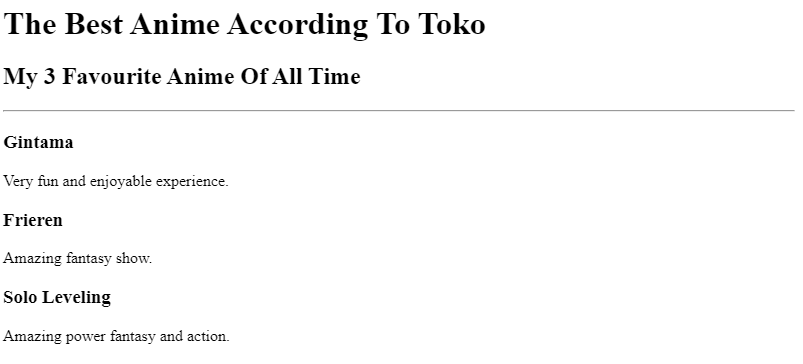 The Best Anime According To Toko
My 3 Favourite Anime Of All Time
Gintama
Very fun and enjoyable experience.
Frieren
Amazing fantasy show.
Solo Leveling
Amazing power fantasy and action.